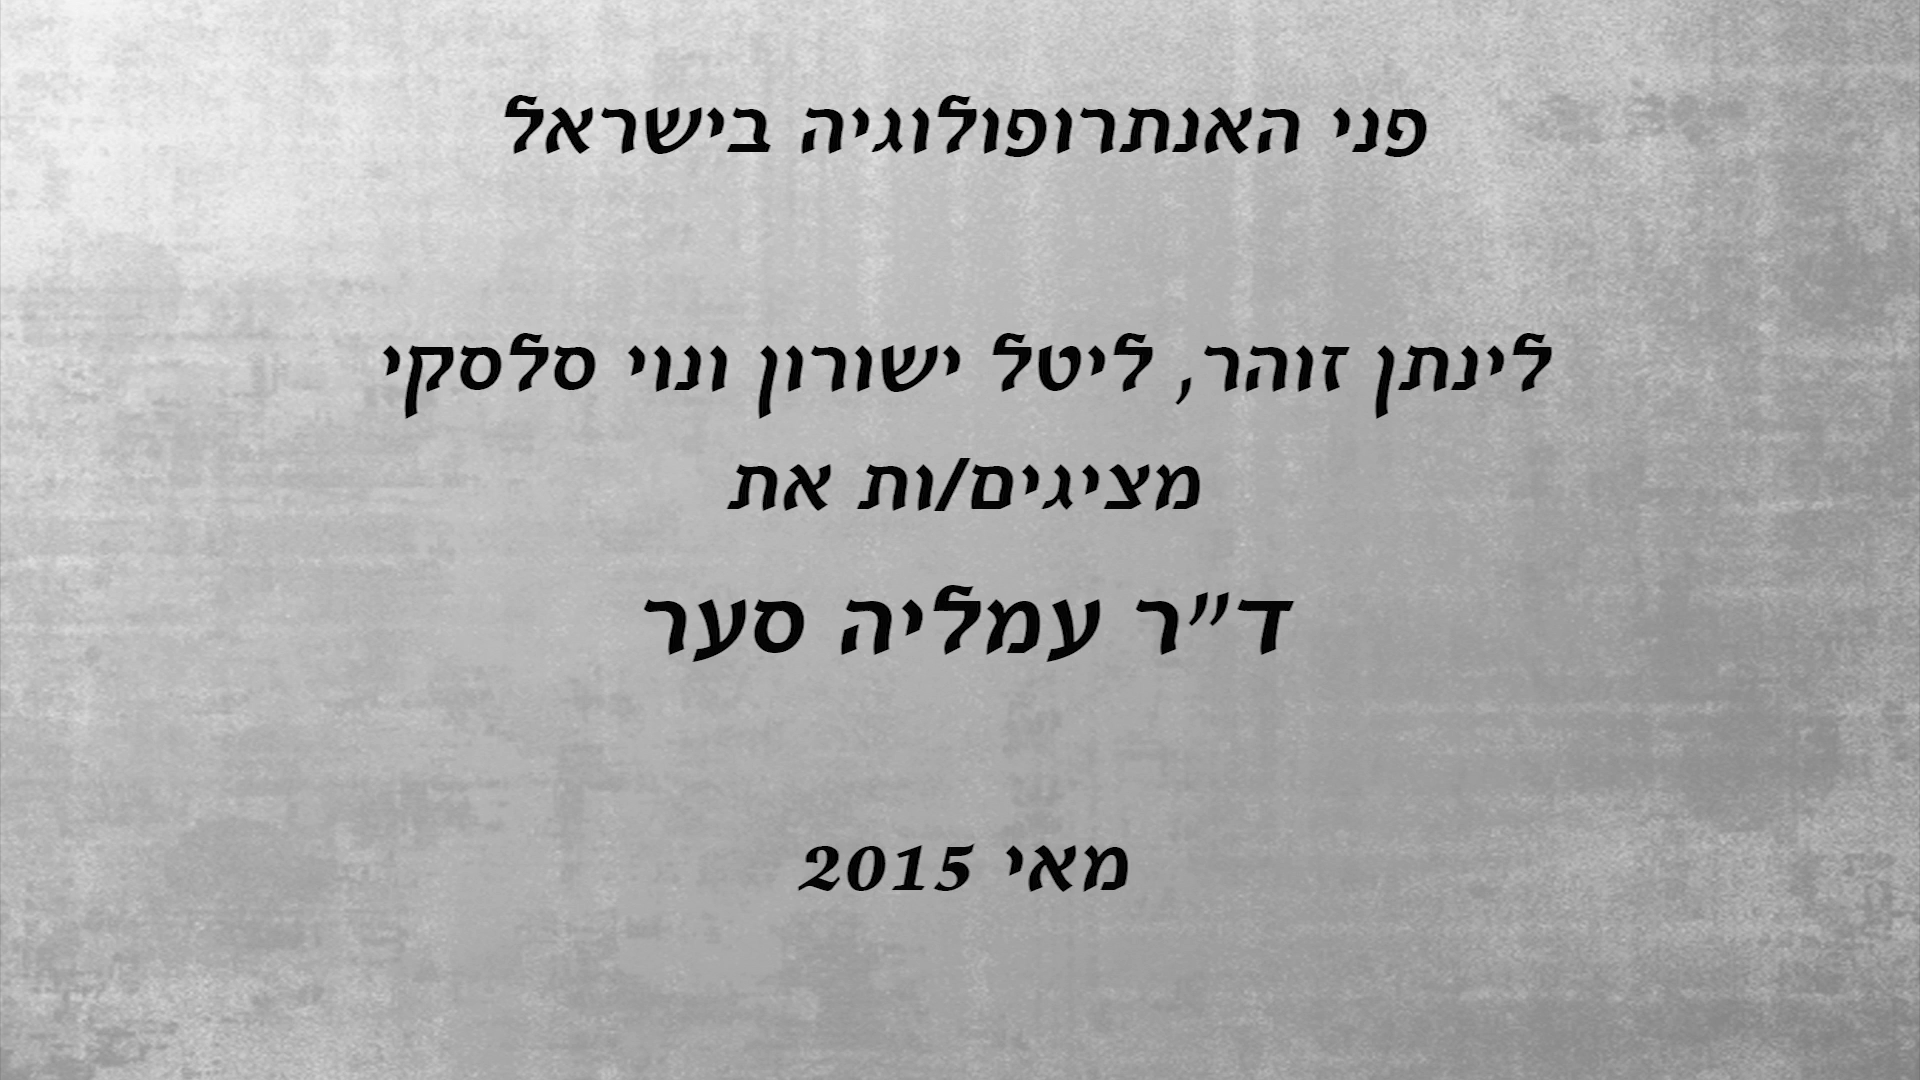 פני האנתרופולוגיה בישראל
לינתן זוהר, ליטל ישורון ונוי סלסקי
מציגים/ות את
ד"ר עמליה סער
מאי 2015